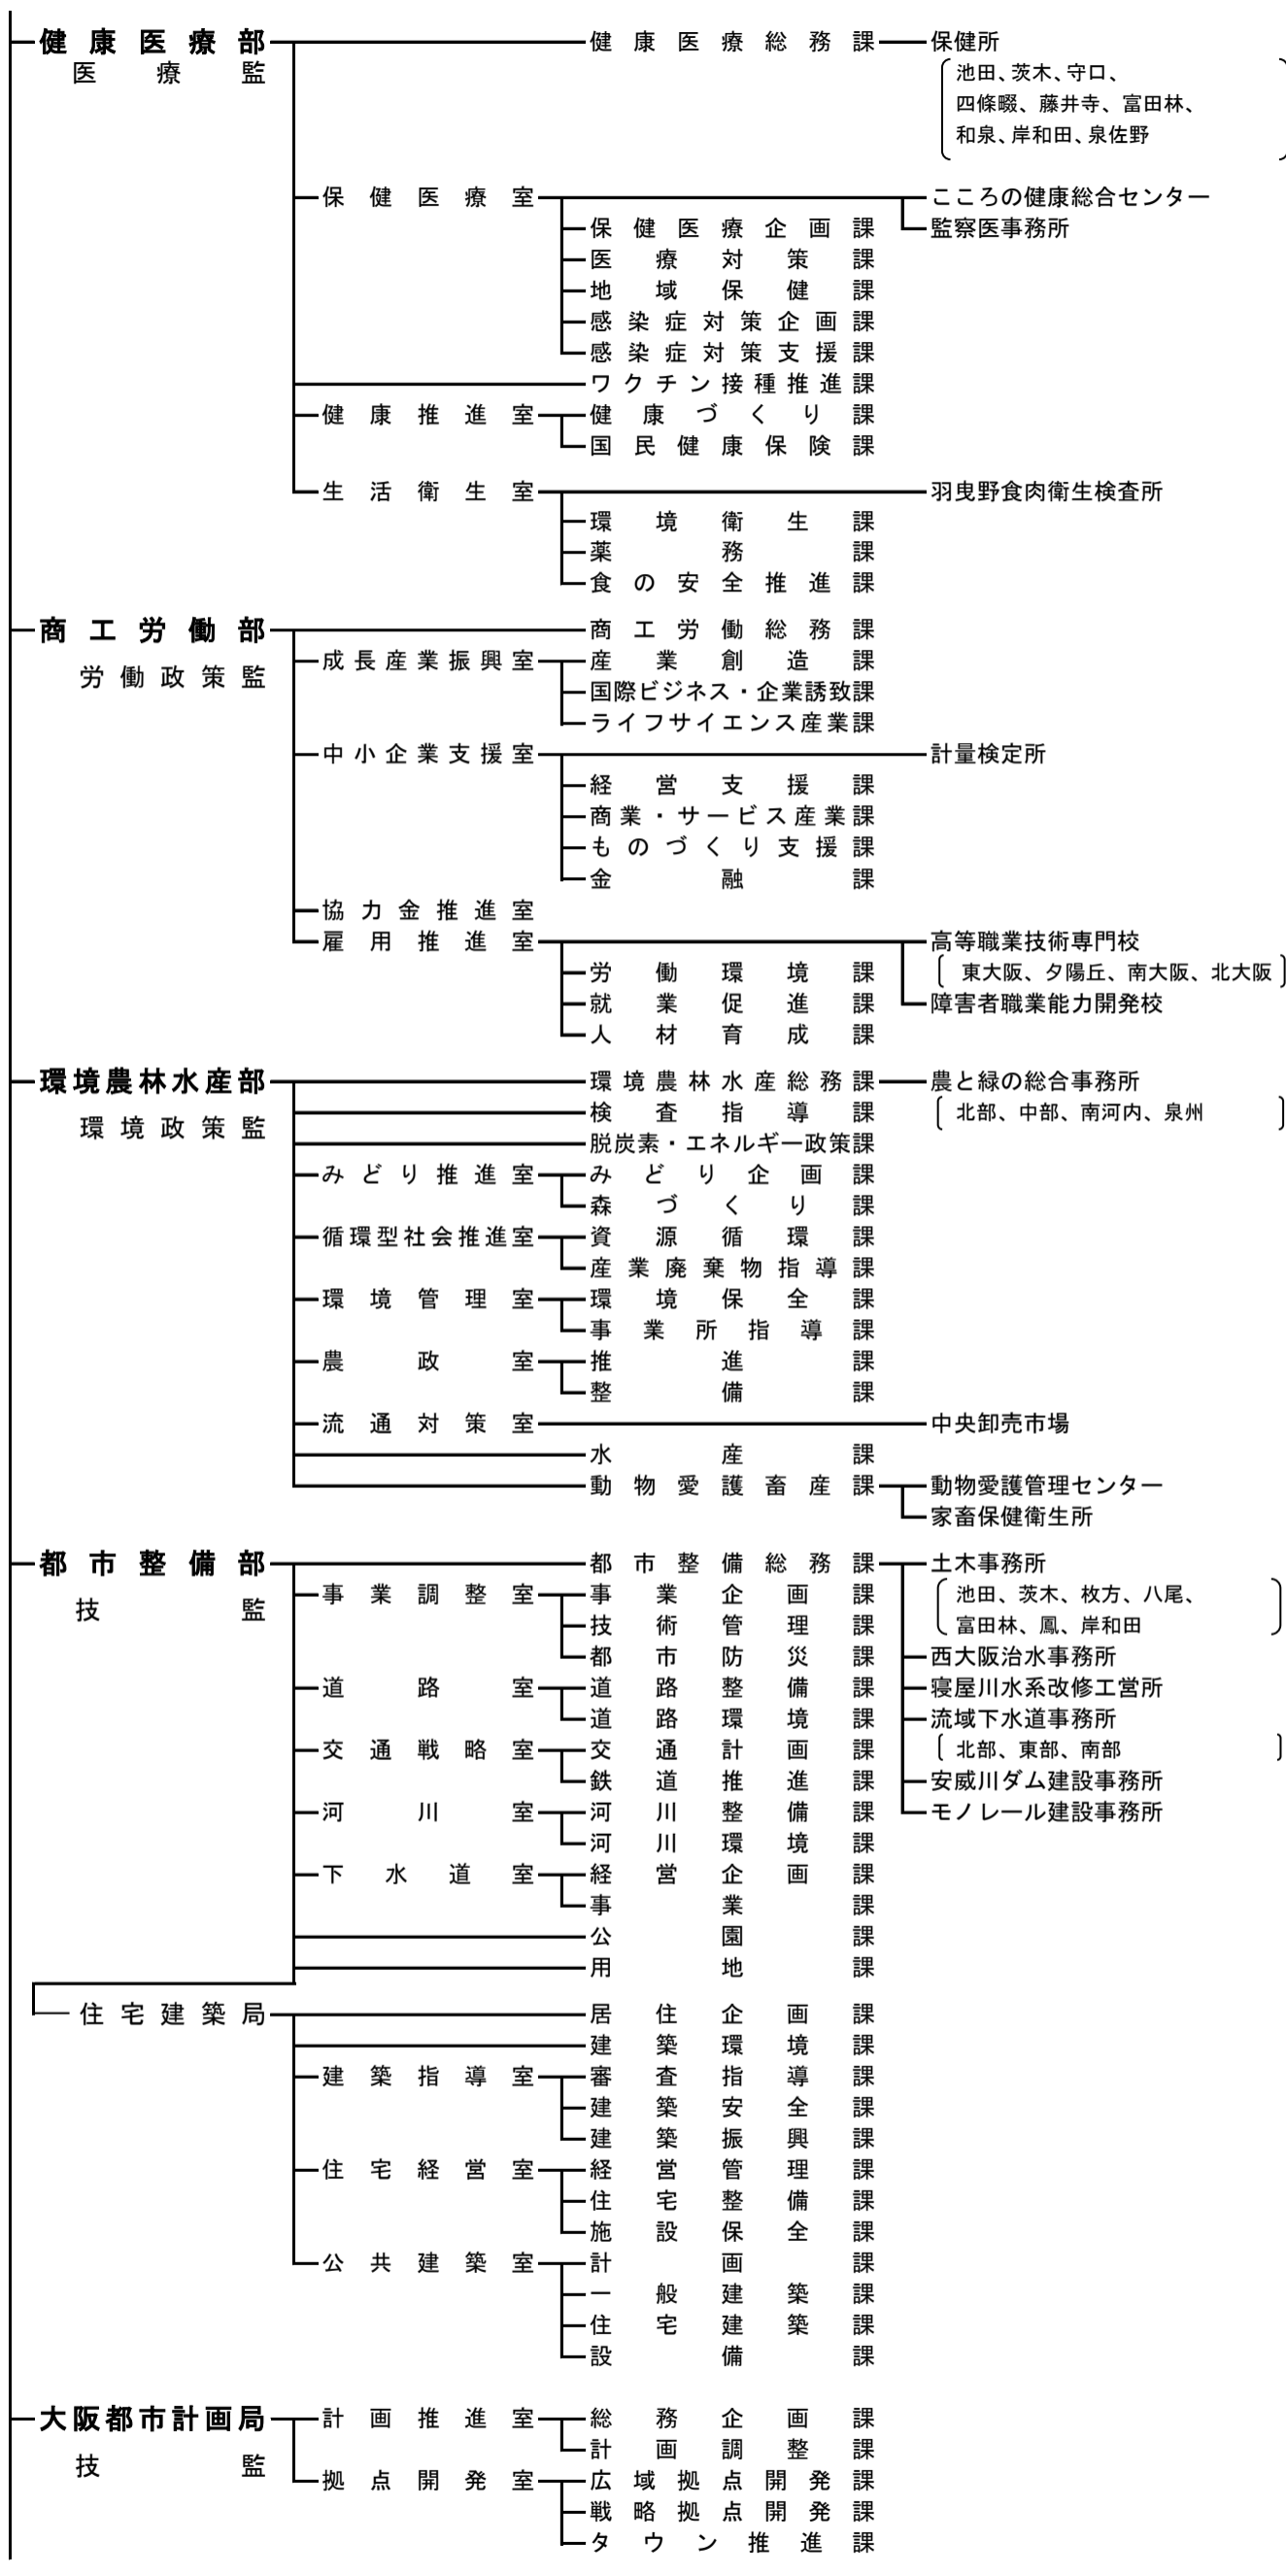 健康医療部 健康医療総務課 保健所
医療監 池田、茨木、守口、
四條畷、藤井寺、富田林、
和泉、岸和田、泉佐野
保健医療室 こころの健康総合センター
保健医療企画課 監察医事務所
医療対策課
地域保健課
感染症対策企画課
感染症対策支援課
ワクチン接種推進課
健康推進室 健康づくり課
国民健康保険課
生活衛生室 羽曳野食肉衛生検査所
環境衛生課
薬務課
食の安全推進課
商工労働部 商工労働総務課
成長産業振興室 産業創造課
労働政策監 国際ビジネス・企業誘致課
ライフサイエンス産業課
中小企業支援室 計量検定所
経営支援課
商業・サービス産業課
ものづくり支援課
金融課
協力金推進室
雇用推進室 高等職業技術専門校
労働環境課 東大阪、夕陽丘、南大阪、北大阪
就業促進課 障害者職業能力開発校
人材育成課
環境農林水産部 環境農林水産総務課 農と緑の総合事務所
環境政策監 検査指導課 北部、中部、南河内、泉州
脱炭素・エネルギー政策課
みどり推進室 みどり企画課
森づくり課
循環型社会推進室 資源循環課
産業廃棄物指導課
環境管理室 環境保全課
事業所指導課
農政室 推進課
整備課
流通対策室 中央卸売市場
水産課
動物愛護畜産課 動物愛護管理センター
家畜保健衛生所
都市整備部 都市整備総務課 土木事務所
事業調整室 事業企画課 池田、茨木、枚方、八尾、
技監 技術管理課 富田林、鳳、岸和田
都市防災課 西大阪治水事務所
道路室 道路整備課 寝屋川水系改修工営所
道路環境課 流域下水道事務所
交通戦略室 交通計画課 北部、東部、南部
鉄道推進課 安威川ダム建設事務所
河川室 河川整備課 モノレール建設事務所
河川環境課
下水道室 経営企画課
事業課
公園課
用地課
住宅建築局 居住企画課
建築環境課
建築指導室 審査指導課
建築安全課
建築振興課
住宅経営室 経営管理課
住宅整備課
施設保全課
公共建築室 計画課
一般建築課
住宅建築課
設備課
大阪都市計画局 計画推進室 総務企画課
技監 計画調整課
拠点開発室 広域拠点開発課
戦略拠点開発課
タウン推進課